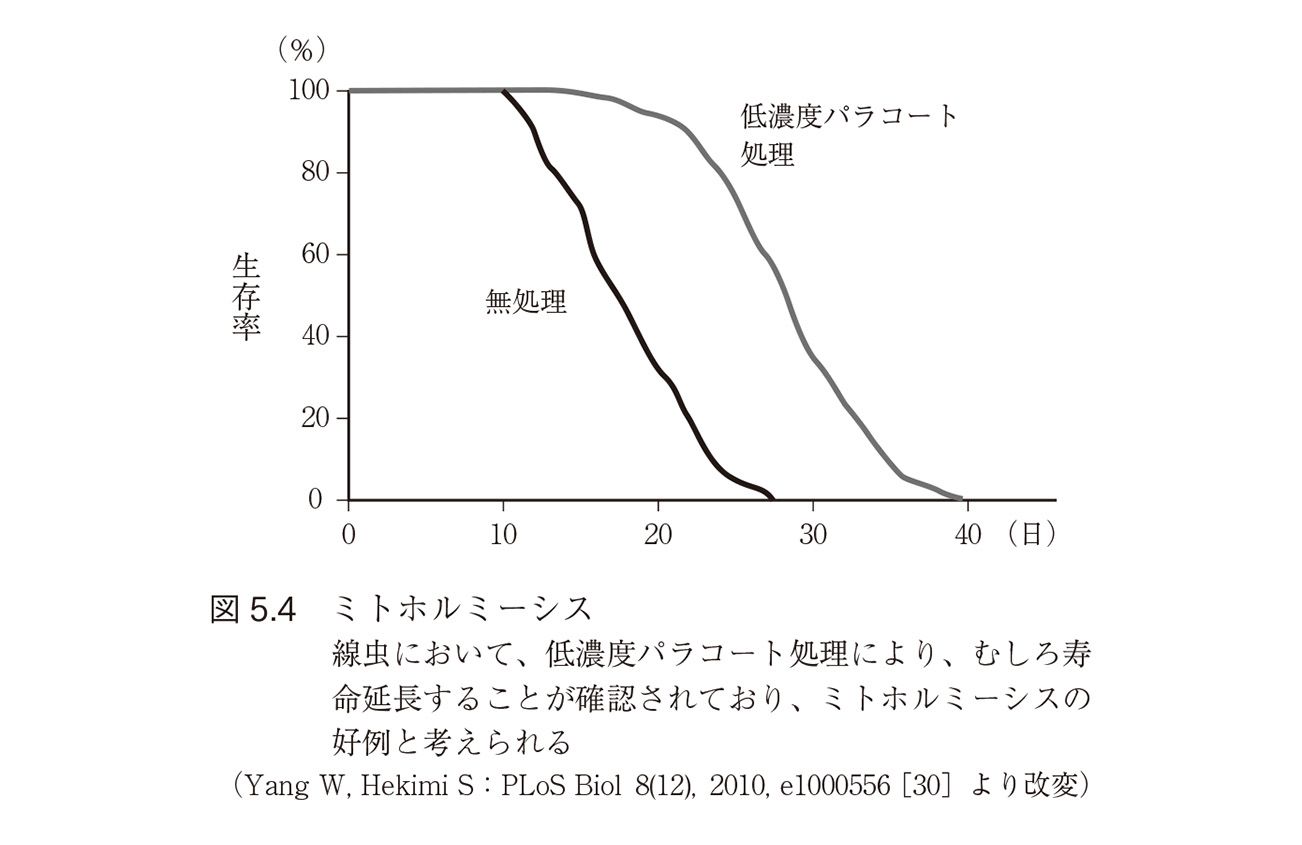 （%）
100
80
60
40
20
0
生存率
低濃度パラコート
処理
無処理
0 10 20 30 40 （日）
図 5.4 ミトホルミーシス
線虫において、低濃度パラコート処理により、むしろ寿
命延長することが確認されており、ミトホルミーシスの
好例と考えられる
（Yang W, Hekimi S：PLoS Biol 8(12), 2010, e1000556［30］より改変）